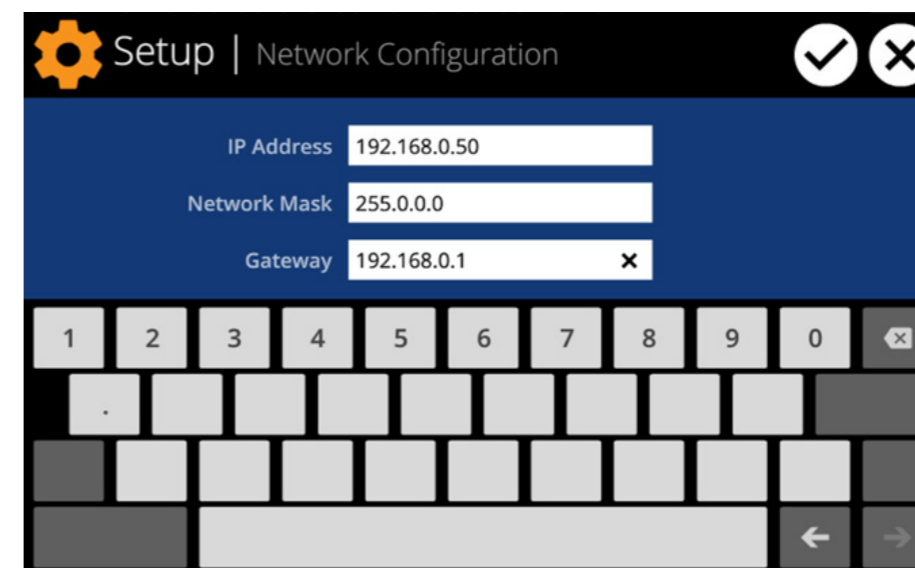 Setup | Network Configuration
IP Address 192.168.0.50
Network Mask 255.0.0.0
Gateway 192.168.0.1
1 2 3 4 5 6 7 8 9 0
.